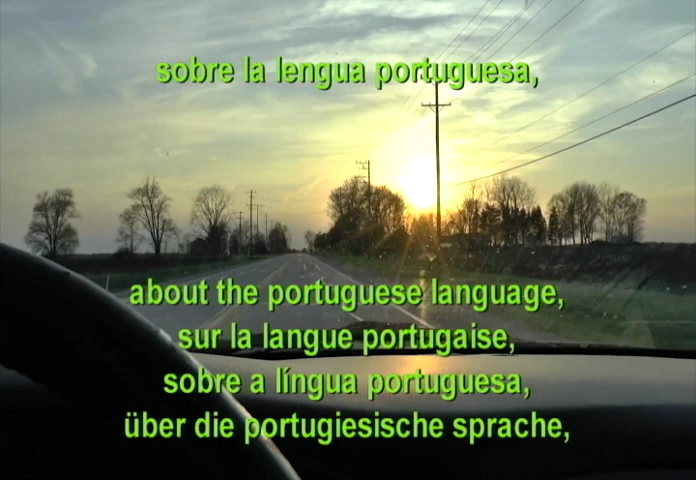 sobre la lengua portuguesa,
about the portuguese language,
sur la langue portugaise,
sobre a língua portuguesa,
über die portugiesische sprache,